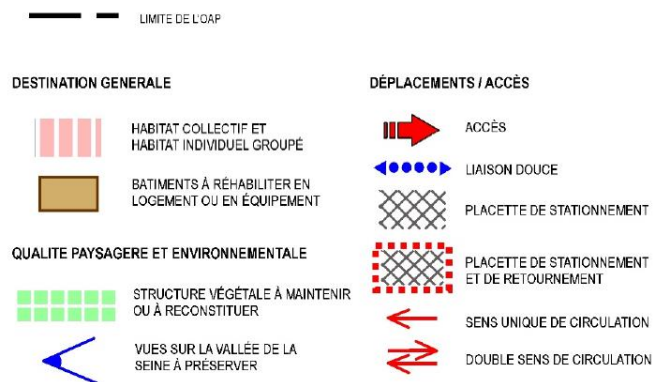 LIMITE DE L'OAP
DESTINATION GENERALE
HABITAT COLLECTIF ET
HABITAT INDIVIDUEL GROUPÉ
BATIMENTS À RÉHABILITER EN
LOGEMENT OU EN ÉQUIPEMENT
QUALITE PAYSAGERE ET ENVIRONNEMENTALE
STRUCTURE VÉGÉTALE À MAINTENIR
OU À RECONSTITUER
VUES SUR LA VALLÉE DE LA
SEINE À PRÉSERVER
DÉPLACEMENTS / ACCÈS
ACCÈS
LIAISON DOUCE
PLACETTE DE STATIONNEMENT
PLACETTE DE STATIONNEMENT
ET DE RETOURNEMENT
SENS UNIQUE DE CIRCULATION
DOUBLE SENS DE CIRCULATION